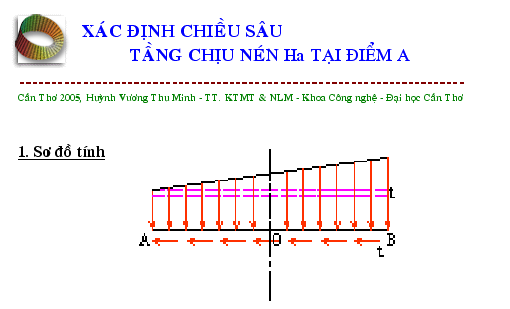 XÁC ĐỊNH CHIỀU SÂU
TẦNG CHỊU NÉN Ha TẠI ĐIỂM A
Cần Thơ 2005, Huỳnh Vương Thu Minh - TT. KTMT & NLM - Khoa Công nghệ - Đại học Cần Thơ
1. Sơ đồ tính
t
A O B
t